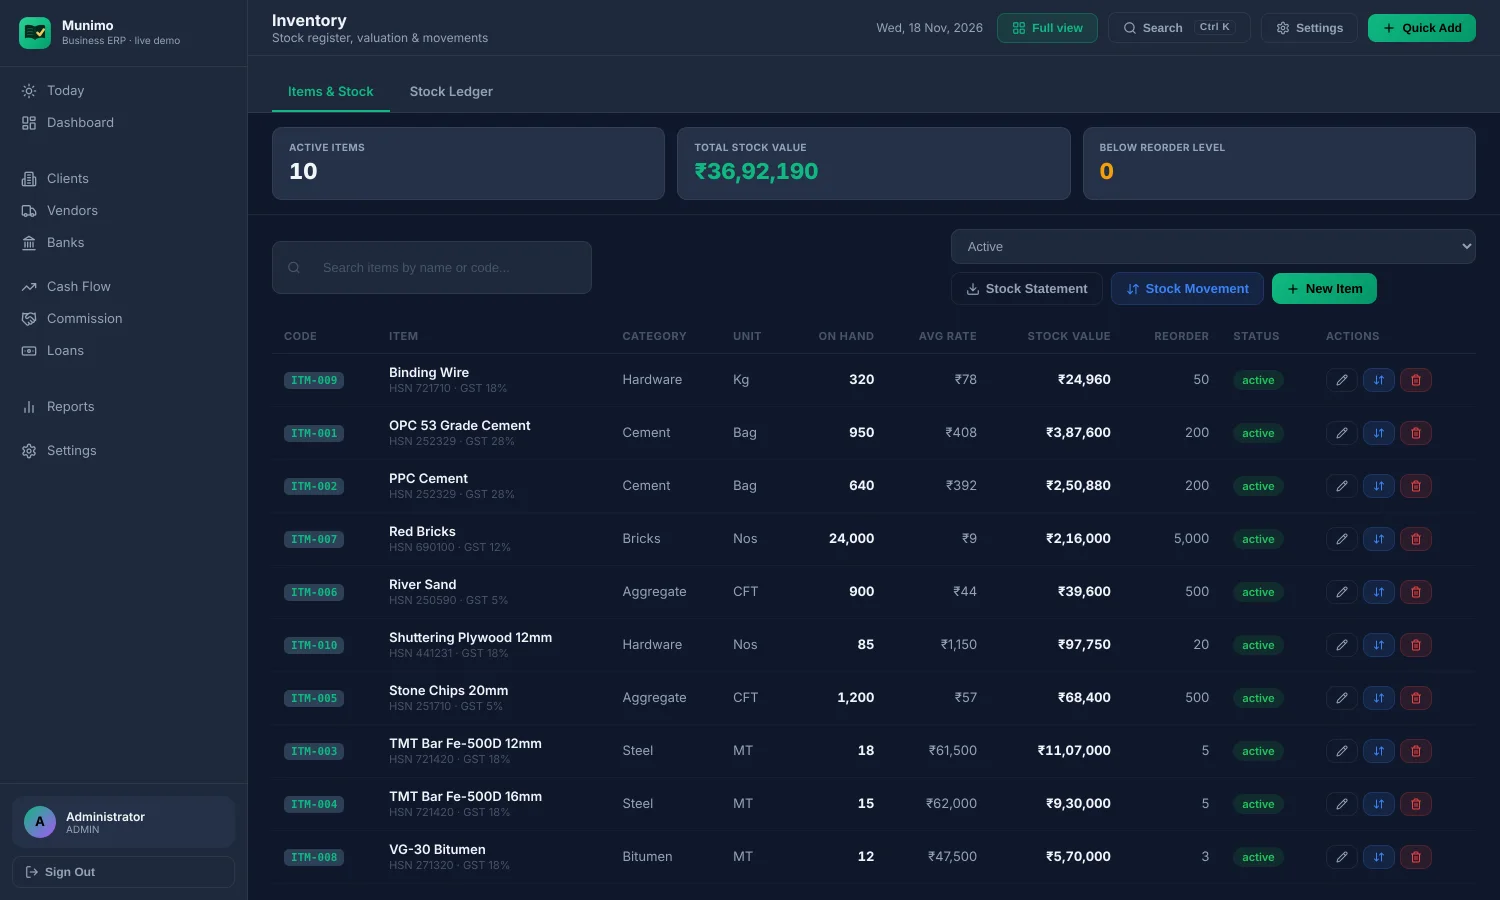 Munimo
Business ERP · live demo
Today
Dashboard
Clients
Vendors
Banks
Cash Flow
Commission
Loans
Reports
Settings
A
Administrator
ADMIN
Sign Out
Inventory
Stock register, valuation & movements
Wed, 18 Nov, 2026
Full view
Search Ctrl K
Settings
Quick Add
Items & Stock
Stock Ledger
ACTIVE ITEMS
10
TOTAL STOCK VALUE
₹36,92,190
BELOW REORDER LEVEL
0
Search items by name or code...
Active
Stock Statement
Stock Movement
New Item
CODE ITEM CATEGORY UNIT ON HAND AVG RATE STOCK VALUE REORDER STATUS ACTIONS
ITM-009 Binding Wire Hardware Kg 320 ₹78 ₹24,960 50 active
HSN 721710 · GST 18%
ITM-001 OPC 53 Grade Cement Cement Bag 950 ₹408 ₹3,87,600 200 active
HSN 252329 · GST 28%
ITM-002 PPC Cement Cement Bag 640 ₹392 ₹2,50,880 200 active
HSN 252329 · GST 28%
ITM-007 Red Bricks Bricks Nos 24,000 ₹9 ₹2,16,000 5,000 active
HSN 690100 · GST 12%
ITM-006 River Sand Aggregate CFT 900 ₹44 ₹39,600 500 active
HSN 250590 · GST 5%
ITM-010 Shuttering Plywood 12mm Hardware Nos 85 ₹1,150 ₹97,750 20 active
HSN 441231 · GST 18%
ITM-005 Stone Chips 20mm Aggregate CFT 1,200 ₹57 ₹68,400 500 active
HSN 251710 · GST 5%
ITM-003 TMT Bar Fe-500D 12mm Steel MT 18 ₹61,500 ₹11,07,000 5 active
HSN 721420 · GST 18%
ITM-004 TMT Bar Fe-500D 16mm Steel MT 15 ₹62,000 ₹9,30,000 5 active
HSN 721420 · GST 18%
ITM-008 VG-30 Bitumen Bitumen MT 12 ₹47,500 ₹5,70,000 3 active
HSN 271320 · GST 18%